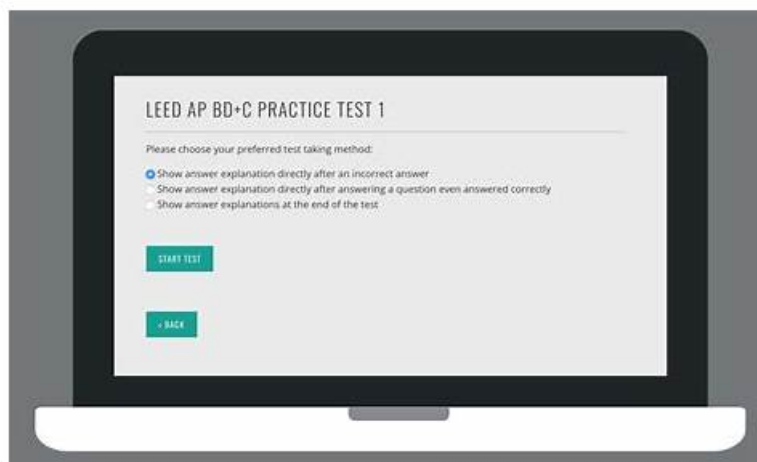 LEED AP BD+C PRACTICE TEST 1
Please choose your preferred test taking method:
Show answer explanation directly after an incorrect answer
Show answer explanation directly after answering a question even answered correctly
Show answer explanations at the end of the test
START TEST
‹ BACK